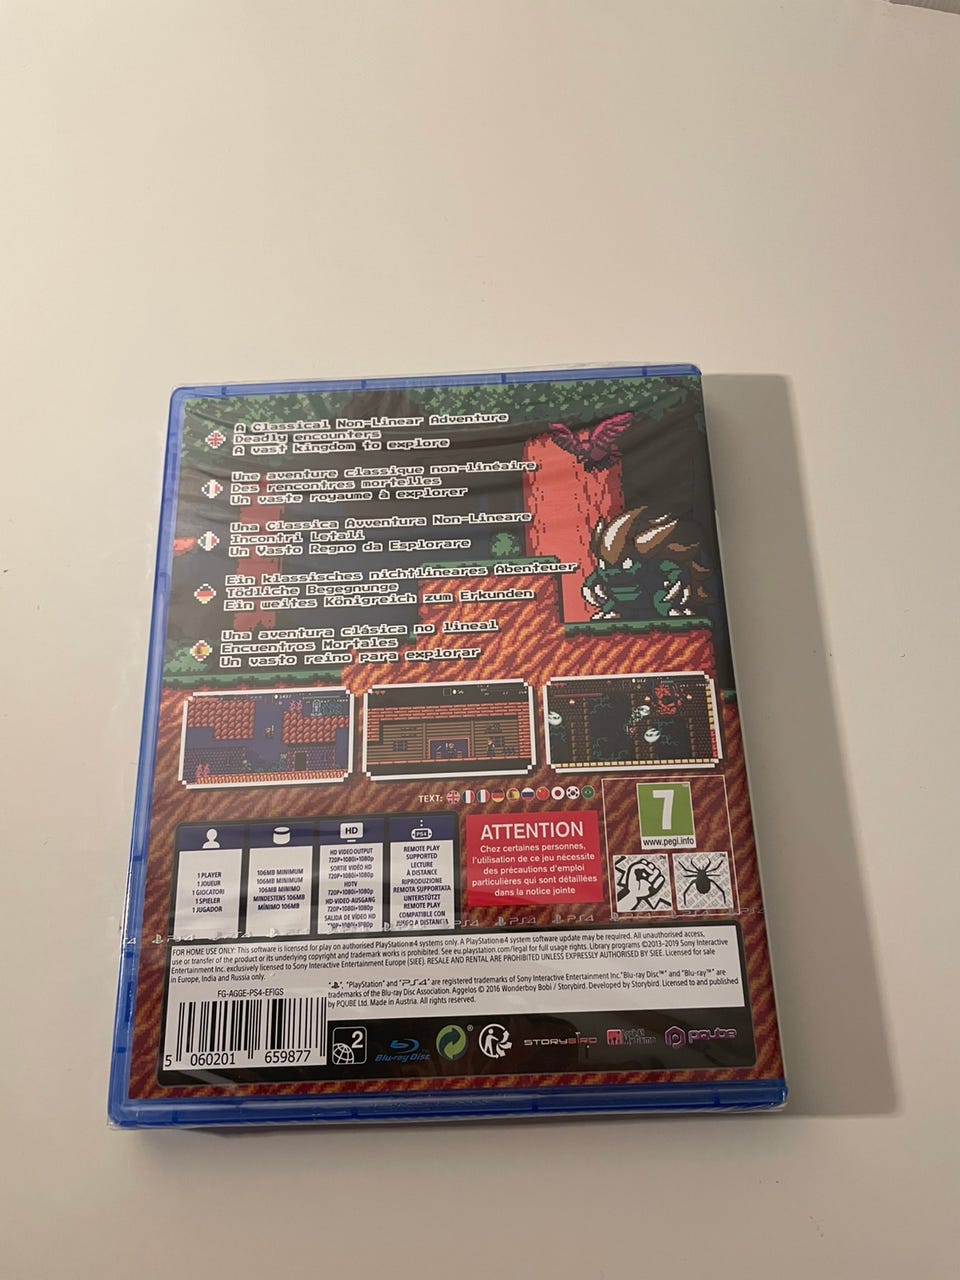 A Classical Non-Linear Adventure
Deadly encounters
A vast kingdom to explore
Une aventure classique non-linéaire
Des rencontres mortelles
Un vaste royaume à explorer
Una Classica Avventura Non-Lineare
Incontri Letali
Un Vasto Regno da Esplorare
Ein klassisches nichtlineares Abenteuer
Tödliche Begegnunge
Ein weites Königreich zum Erkunden
Una aventura clásica no lineal
Encuentros Mortales
Un vasto reino para explorar
TEXT:
7
www.pegi.info
ATTENTION
Chez certaines personnes,
l'utilisation de ce jeu nécessite
des précautions d'emploi
particulières qui sont détaillées
dans la notice jointe
1 PLAYER
1 JOUEUR
1 GIOCATORI
1 SPIELER
1 JUGADOR
106MB MINIMUM
106MB MINIMUM
106MB MINIMO
MINDESTENS 106MB
MÍNIMO 106MB
HD
HD VIDEO OUTPUT
720p•1080i•1080p
SORTIE VIDÉO HD
720p•1080i•1080p
HDTV
720p•1080i•1080p
HD-VIDEO-AUSGANG
720p•1080i•1080p
SALIDA DE VÍDEO HD
720p•1080i•1080p
PS4
REMOTE PLAY
SUPPORTED
LECTURE
À DISTANCE
RIPRODUZIONE
REMOTA SUPPORTATA
UNTERSTÜTZT
REMOTE PLAY
COMPATIBLE CON
JUEGO A DISTANCIA
PS4 PS4 PS4 PS4
FOR HOME USE ONLY: This software is licensed for play on authorised PlayStation®4 systems only. A PlayStation®4 system software update may be required. All unauthorised access,
use or transfer of the product or its underlying copyright and trademark works is prohibited. See eu.playstation.com/legal for full usage rights. Library programs ©2013-2019 Sony Interactive
Entertainment Inc. exclusively licensed to Sony Interactive Entertainment Europe (SIEE). RESALE AND RENTAL ARE PROHIBITED UNLESS EXPRESSLY AUTHORISED BY SIEE. Licensed for sale
in Europe, India and Russia only.
"PlayStation" and "PS4" are registered trademarks of Sony Interactive Entertainment Inc. "Blu-ray Disc™" and "Blu-ray™" are
trademarks of the Blu-ray Disc Association. Aggelos © 2016 Wonderboy Bobi / Storybird. Developed by Storybird. Licensed to and published
by PQUBE Ltd. Made in Austria. All rights reserved.
FG-AGGE-PS4-EFIGS
5 060201 659877
2
Blu-ray Disc
STORYBIRD
PQube